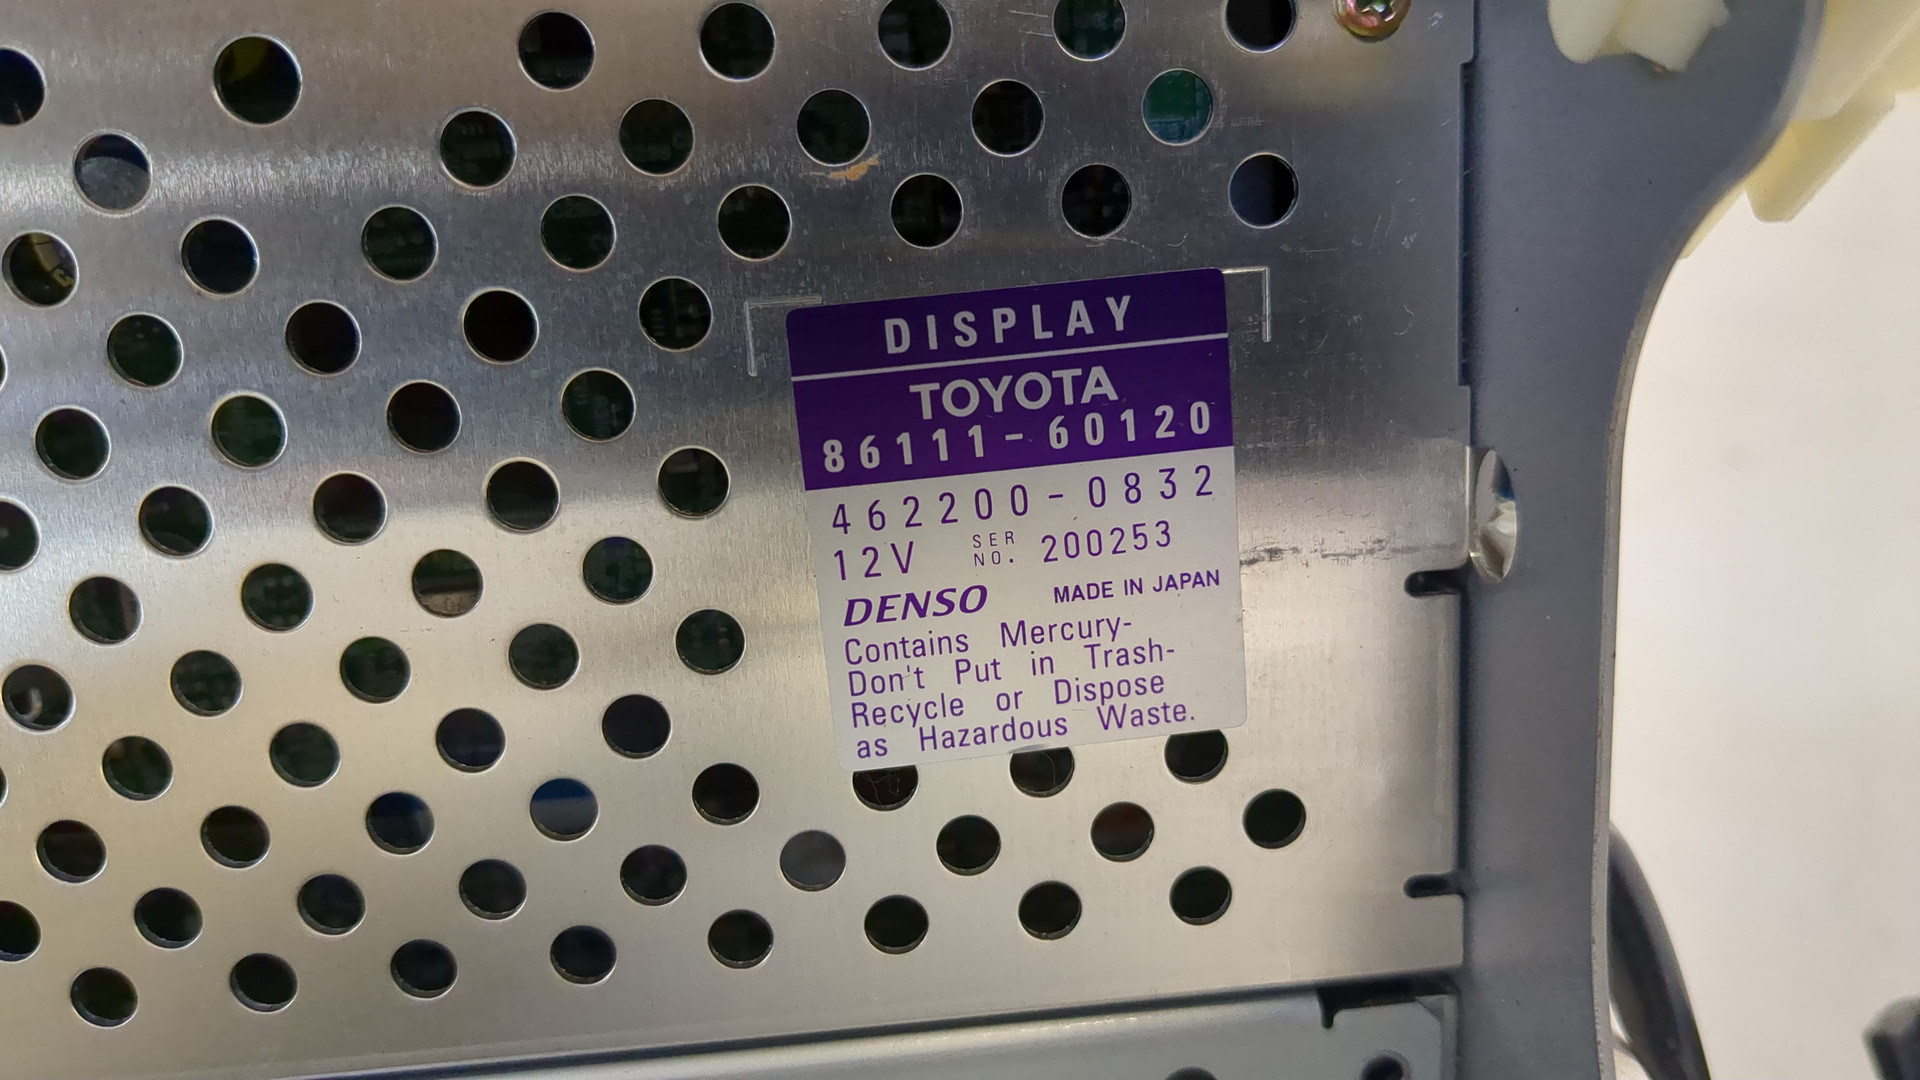 DISPLAY
TOYOTA
86111-60120
462200-0832
12V SER NO. 200253
DENSO MADE IN JAPAN
Contains Mercury-
Don't Put in Trash-
Recycle or Dispose
as Hazardous Waste.